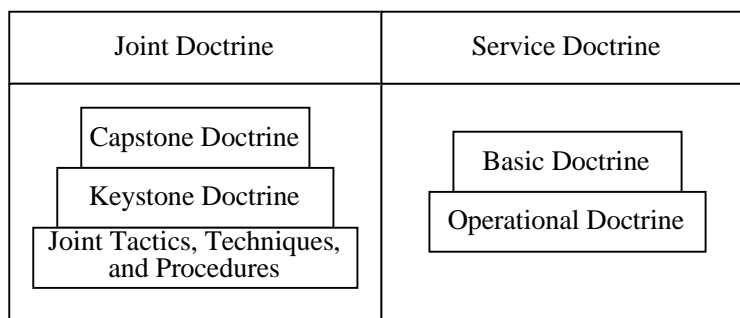 Joint Doctrine
Service Doctrine
Capstone Doctrine
Keystone Doctrine
Joint Tactics, Techniques,
and Procedures
Basic Doctrine
Operational Doctrine